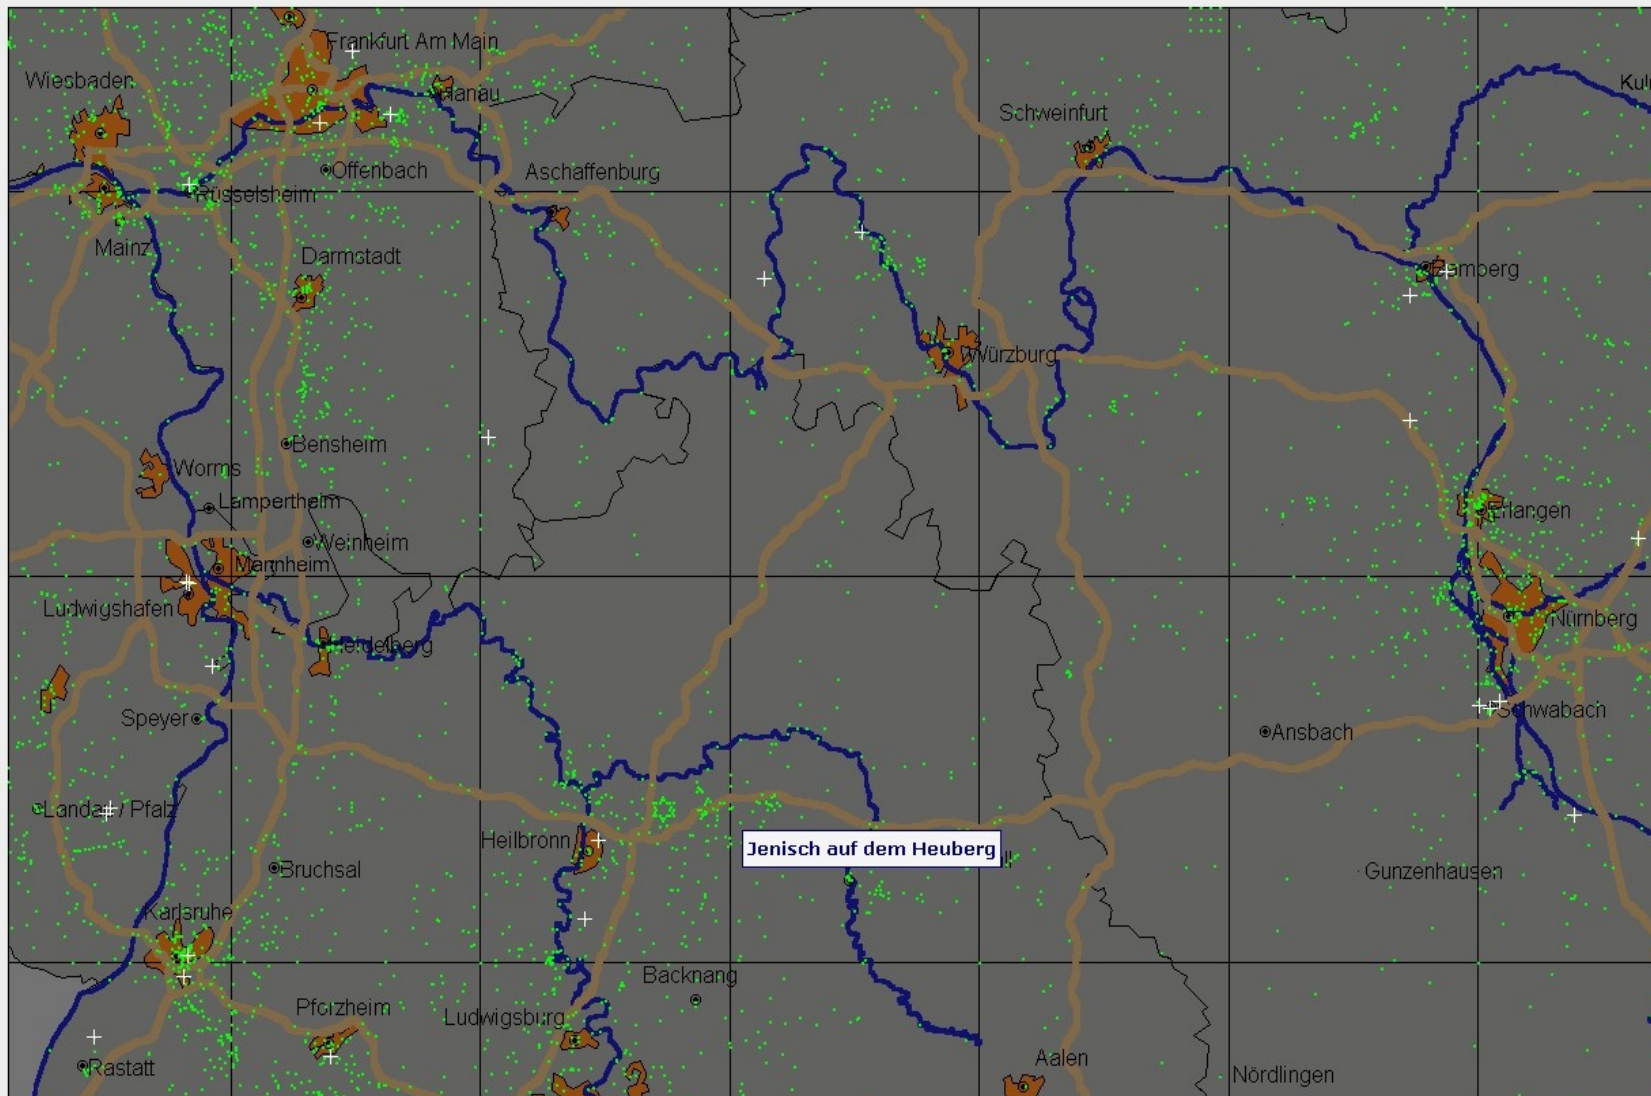 Frankfurt Am Main
Wiesbaden
Hanau
Kul
Schweinfurt
Offenbach
Aschaffenburg
Rüsselsheim
Mainz
Darmstadt
Bamberg
Würzburg
Bensheim
Worms
Lampertheim
Erlangen
Weinheim
Mannheim
Ludwigshafen
Nürnberg
Heidelberg
Speyer
Schwabach
Ansbach
Landau / Pfalz
Heilbronn
Jenisch auf dem Heuberg
Bruchsal
Gunzenhausen
Karlsruhe
Backnang
Pforzheim
Ludwigsburg
Aalen
Rastatt
Nördlingen